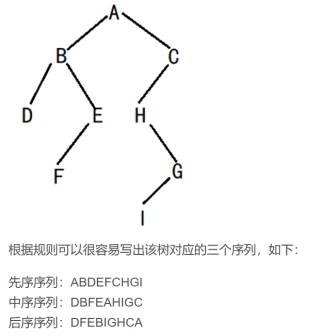 A
B C
D E H
F G
I
根据规则可以很容易写出该树对应的三个序列，如下：
先序序列：ABDEFCHGI
中序序列：DBFEAHIGC
后序序列：DFEBIGHCA